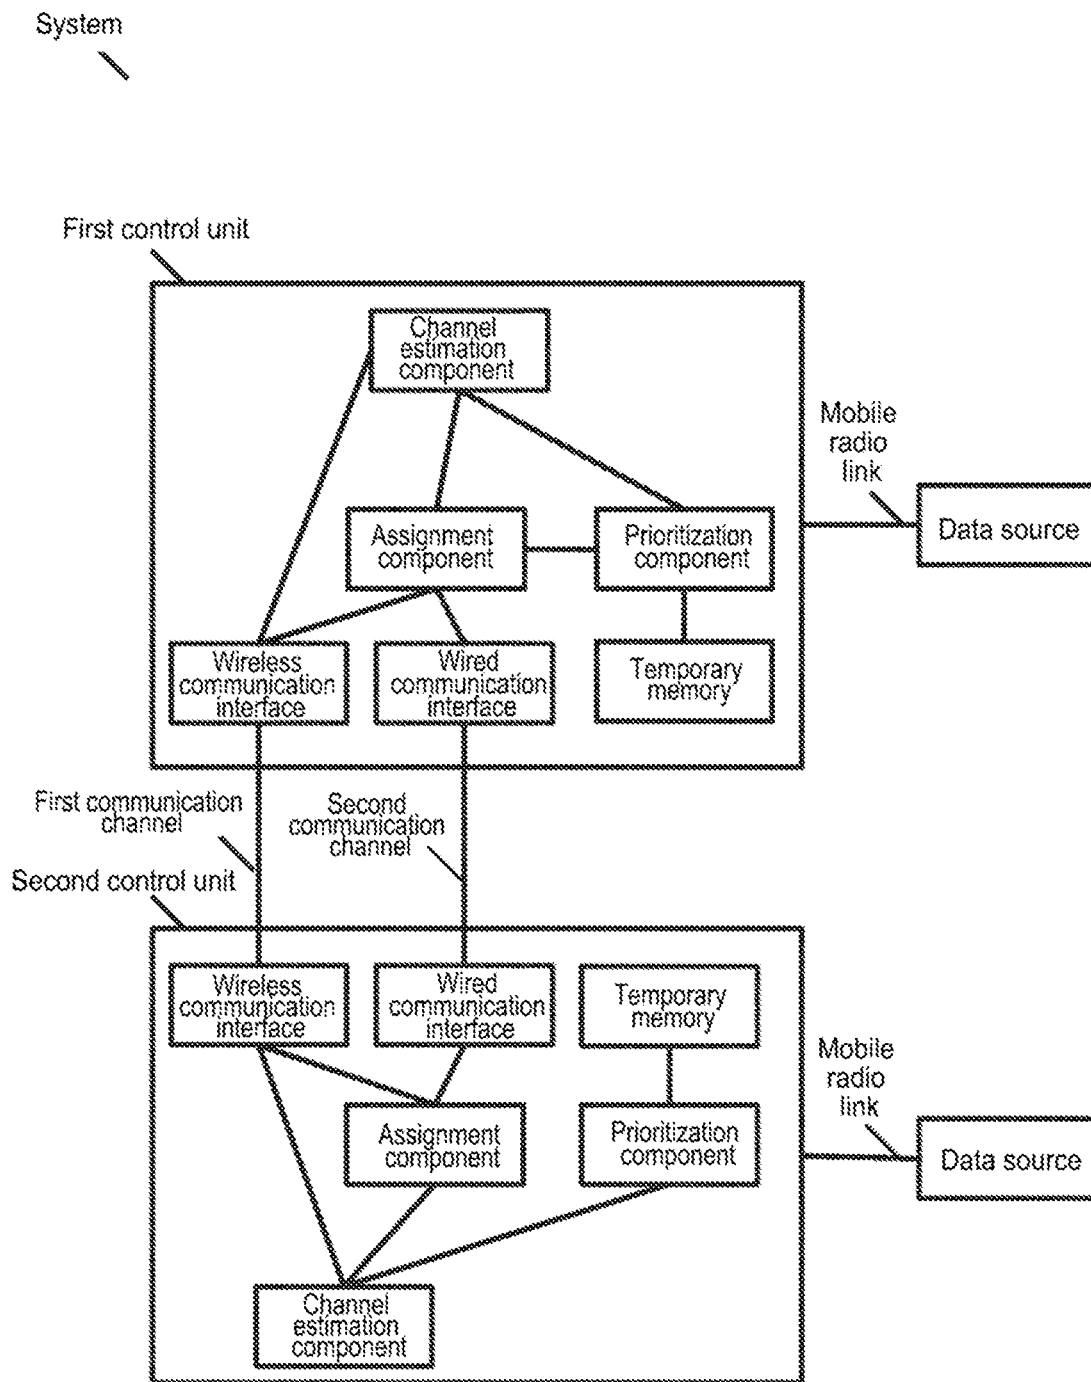 System
First control unit
Channel
estimation
component
Mobile
radio
link
Data source
Assignment
component
Prioritization
component
Wireless
communication
interface
Wired
communication
interface
Temporary
memory
First communication
channel
Second
communication
channel
Second control unit
Wireless
communication
interface
Wired
communication
interface
Temporary
memory
Mobile
radio
link
Data source
Assignment
component
Prioritization
component
Channel
estimation
component